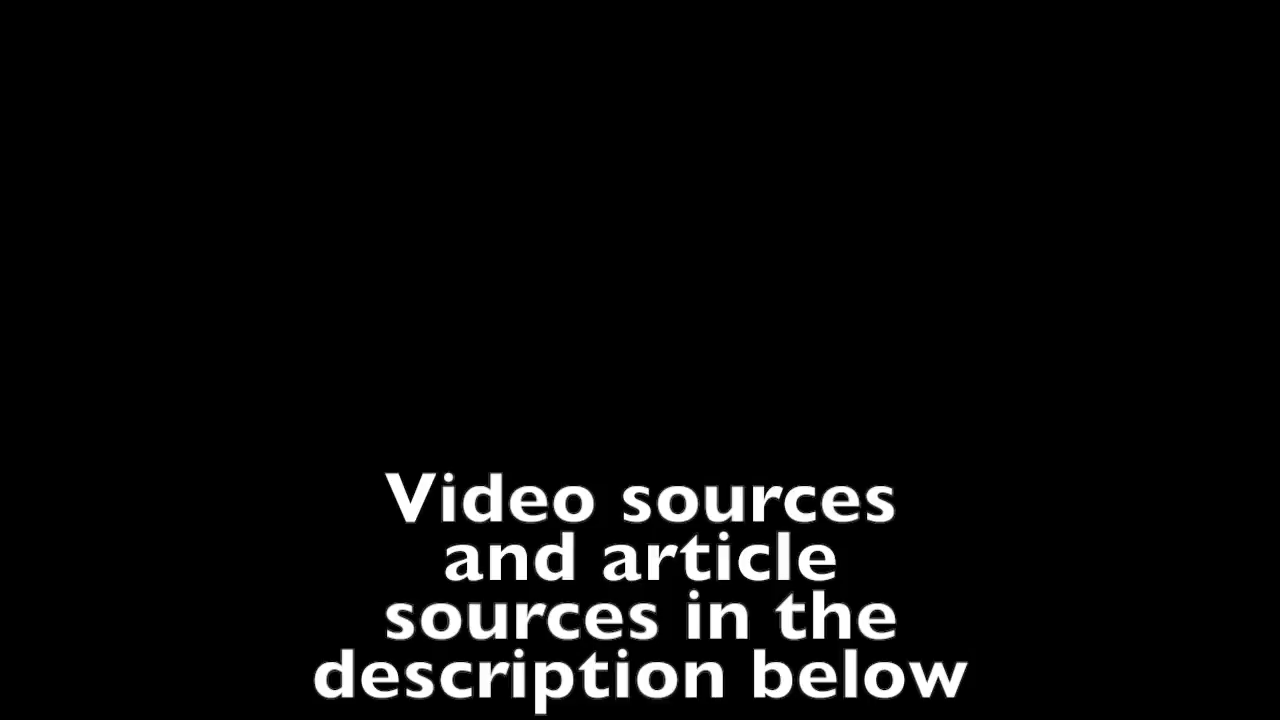 Video sources
and article
sources in the
description below